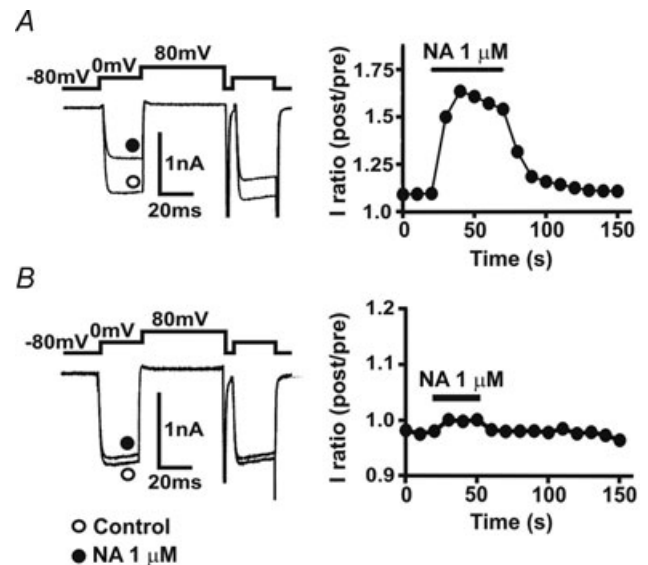 A
-80mV 0mV 80mV
1nA
20ms
I ratio (post/pre)
1.75
1.5
1.25
1.0
NA 1 µM
0 50 100 150
Time (s)
B
-80mV 0mV 80mV
1nA
20ms
Control
NA 1 µM
I ratio (post/pre)
1.2
1.1
1.0
0.9
NA 1 µM
0 50 100 150
Time (s)